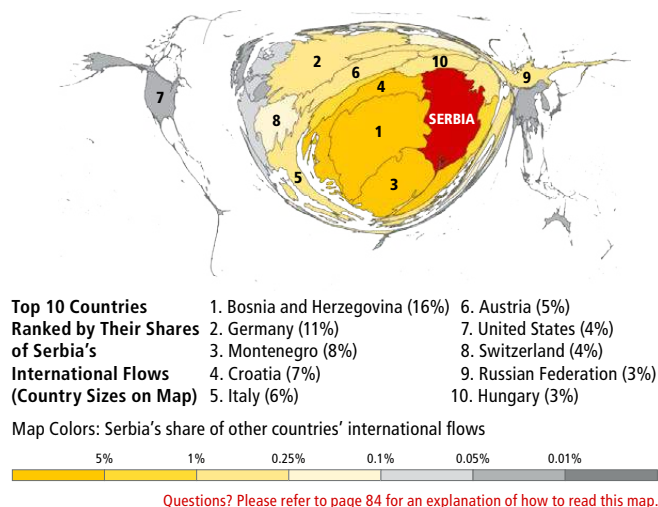 2
10
6
9
4
7
8
SERBIA
1
5
3
Top 10 Countries
Ranked by Their Shares
of Serbia's
International Flows
(Country Sizes on Map)
1. Bosnia and Herzegovina (16%)
2. Germany (11%)
3. Montenegro (8%)
4. Croatia (7%)
5. Italy (6%)
6. Austria (5%)
7. United States (4%)
8. Switzerland (4%)
9. Russian Federation (3%)
10. Hungary (3%)
Map Colors: Serbia's share of other countries' international flows
5% 1% 0.25% 0.1% 0.05% 0.01%
Questions? Please refer to page 84 for an explanation of how to read this map.